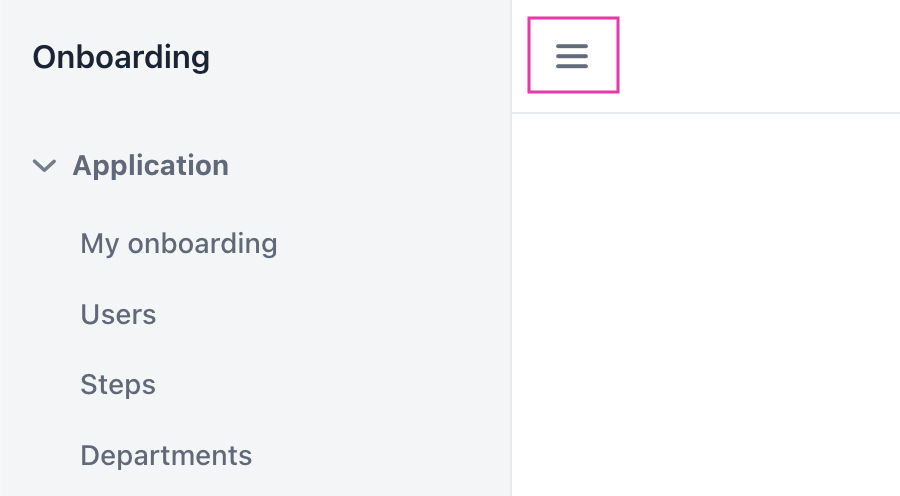 Onboarding
Application
My onboarding
Users
Steps
Departments